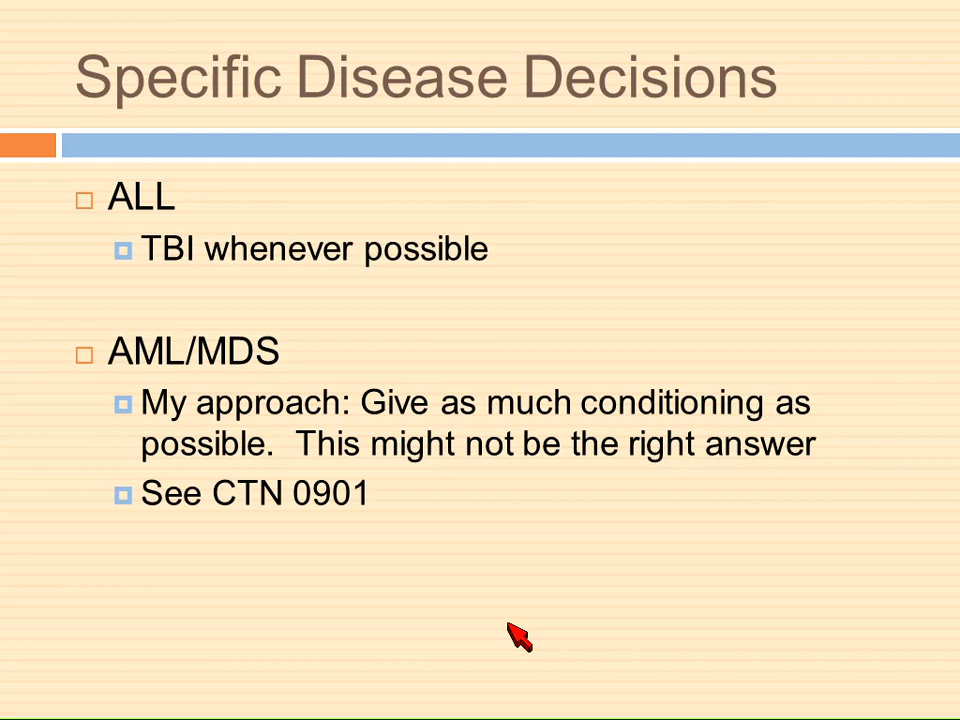 Specific Disease Decisions
ALL
TBI whenever possible
AML/MDS
My approach: Give as much conditioning as
possible. This might not be the right answer
See CTN 0901